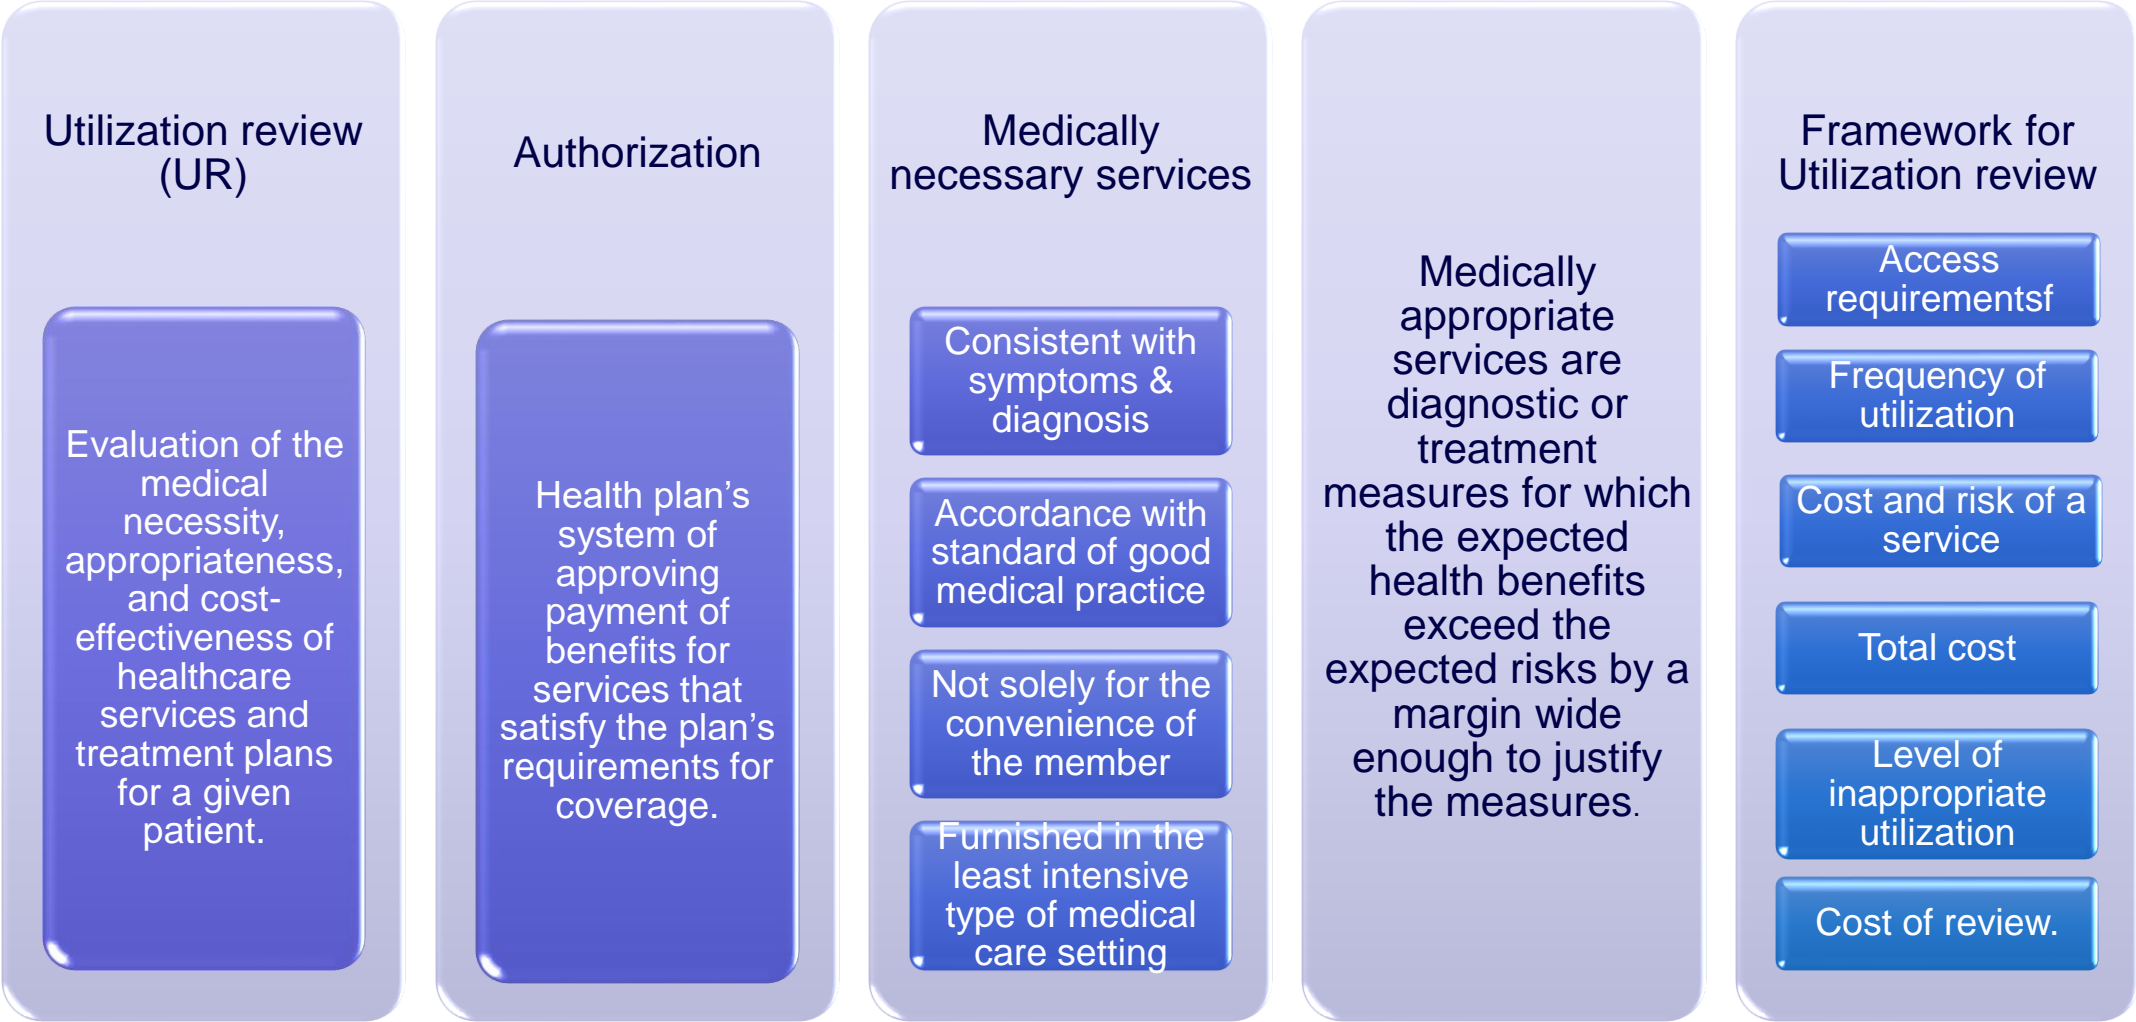 Utilization review
(UR)
Evaluation of the
medical
necessity,
appropriateness,
and cost-
effectiveness of
healthcare
services and
treatment plans
for a given
patient.
Authorization
Health plan’s
system of
approving
payment of
benefits for
services that
satisfy the plan’s
requirements for
coverage.
Medically
necessary services
Consistent with
symptoms &
diagnosis
Accordance with
standard of good
medical practice
Not solely for the
convenience of
the member
Furnished in the
least intensive
type of medical
care setting
Medically
appropriate
services are
diagnostic or
treatment
measures for which
the expected
health benefits
exceed the
expected risks by a
margin wide
enough to justify
the measures.
Framework for
Utilization review
Access
requirementsf
Frequency of
utilization
Cost and risk of a
service
Total cost
Level of
inappropriate
utilization
Cost of review.